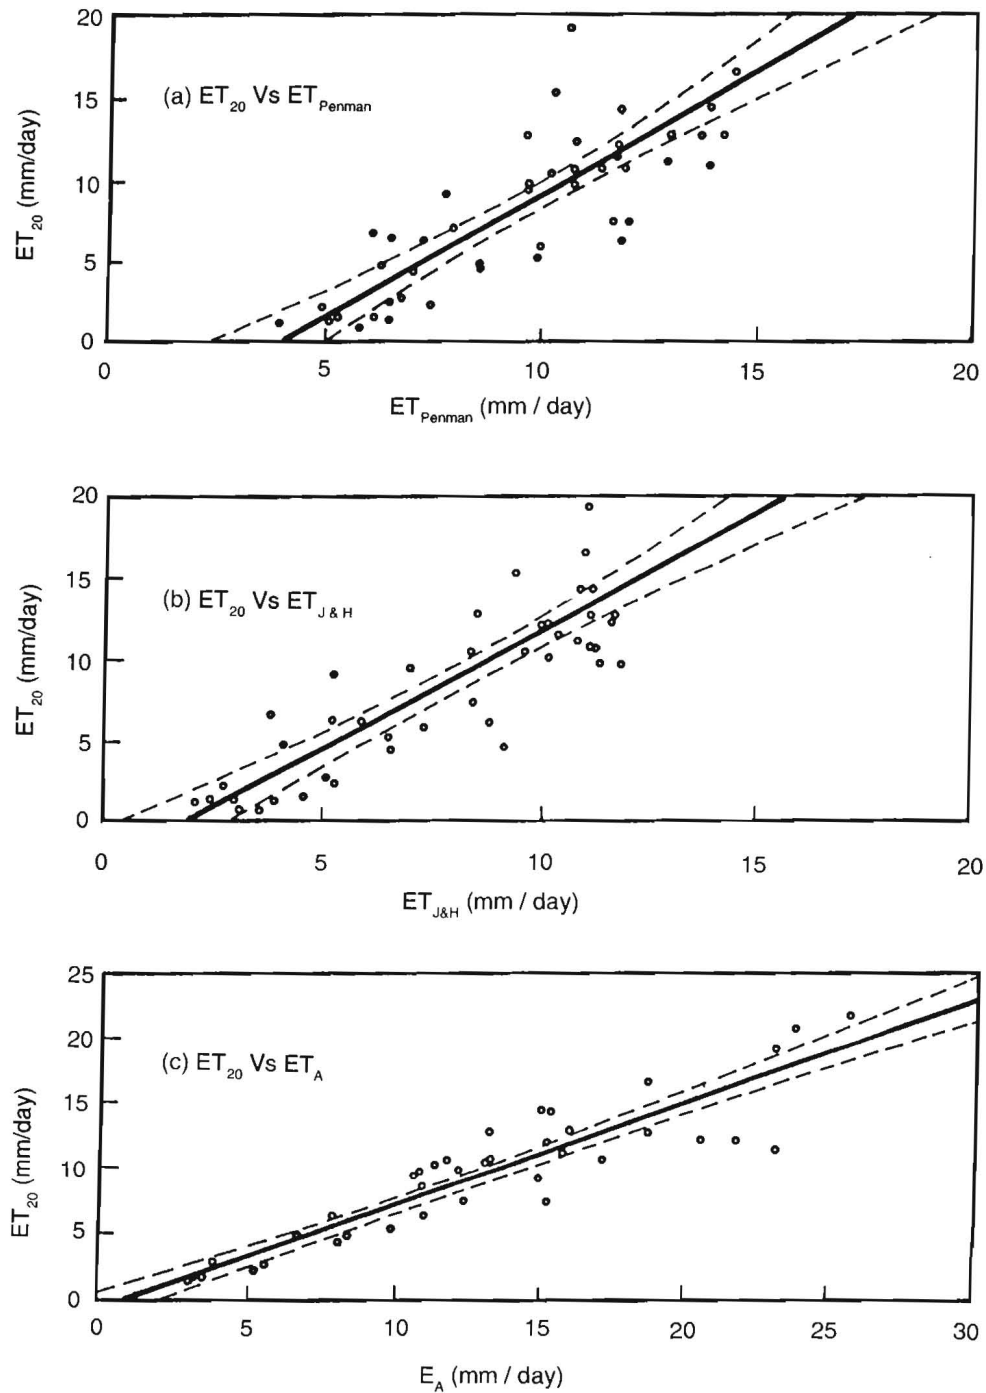 20
15
10
5
0
ET20 (mm/day)
(a) ET20 Vs ETPenman
0 5 10 15 20
ETPenman (mm / day)
20
15
10
5
0
ET20 (mm/day)
(b) ET20 Vs ETJ & H
0 5 10 15 20
ETJ&H (mm / day)
25
20
15
10
5
0
ET20 (mm/day)
(c) ET20 Vs ETA
0 5 10 15 20 25 30
EA (mm / day)